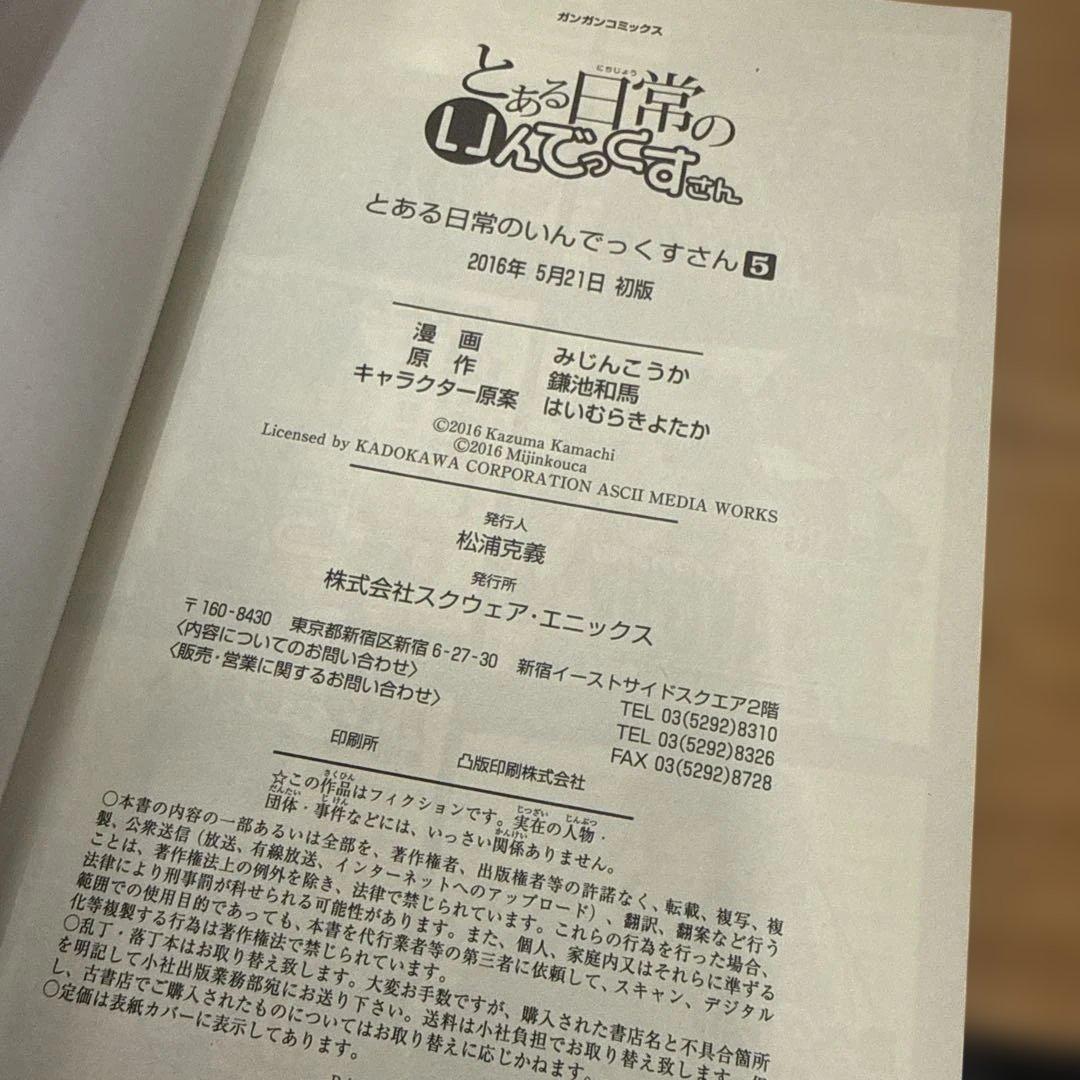 ガンガンコミックス
とある日常の
にちじょう
いんでっくすさん
とある日常のいんでっくすさん 5
2016年 5月21日 初版
漫画 みじんこうか
原作 鎌池和馬
キャラクター原案 はいむらきよたか
©2016 Kazuma Kamachi
©2016 Mijinkouca
Licensed by KADOKAWA CORPORATION ASCII MEDIA WORKS
発行人
松浦克義
発行所
株式会社スクウェア・エニックス
〒160-8430 東京都新宿区新宿6-27-30 新宿イーストサイドスクエア2階
〈内容についてのお問い合わせ〉 TEL 03(5292)8310
〈販売・営業に関するお問い合わせ〉 TEL 03(5292)8326
FAX 03(5292)8728
印刷所 凸版印刷株式会社
さくひん じつざい じんぶつ
☆この作品はフィクションです。実在の人物・
だんたい じけん かんけい
団体・事件などには、いっさい関係ありません。
○本書の内容の一部あるいは全部を、著作権者、出版権者等の許諾なく、転載、複写、複
製、公衆送信（放送、有線放送、インターネットへのアップロード）、翻訳、翻案など行う
ことは、著作権法上の例外を除き、法律で禁じられています。これらの行為を行った場合、
法律により刑事罰が科せられる可能性があります。また、個人、家庭内又はそれらに準ずる
範囲での使用目的であっても、本書を代行業者等の第三者に依頼して、スキャン、デジタル
化等複製する行為は著作権法で禁じられています。
○乱丁・落丁本はお取り替え致します。大変お手数ですが、購入された書店名と不具合箇所
を明記して小社出版業務部宛にお送り下さい。送料は小社負担でお取り替え致します。但
し、古書店でご購入されたものについてはお取り替えに応じかねます。
○定価は表紙カバーに表示してあります。